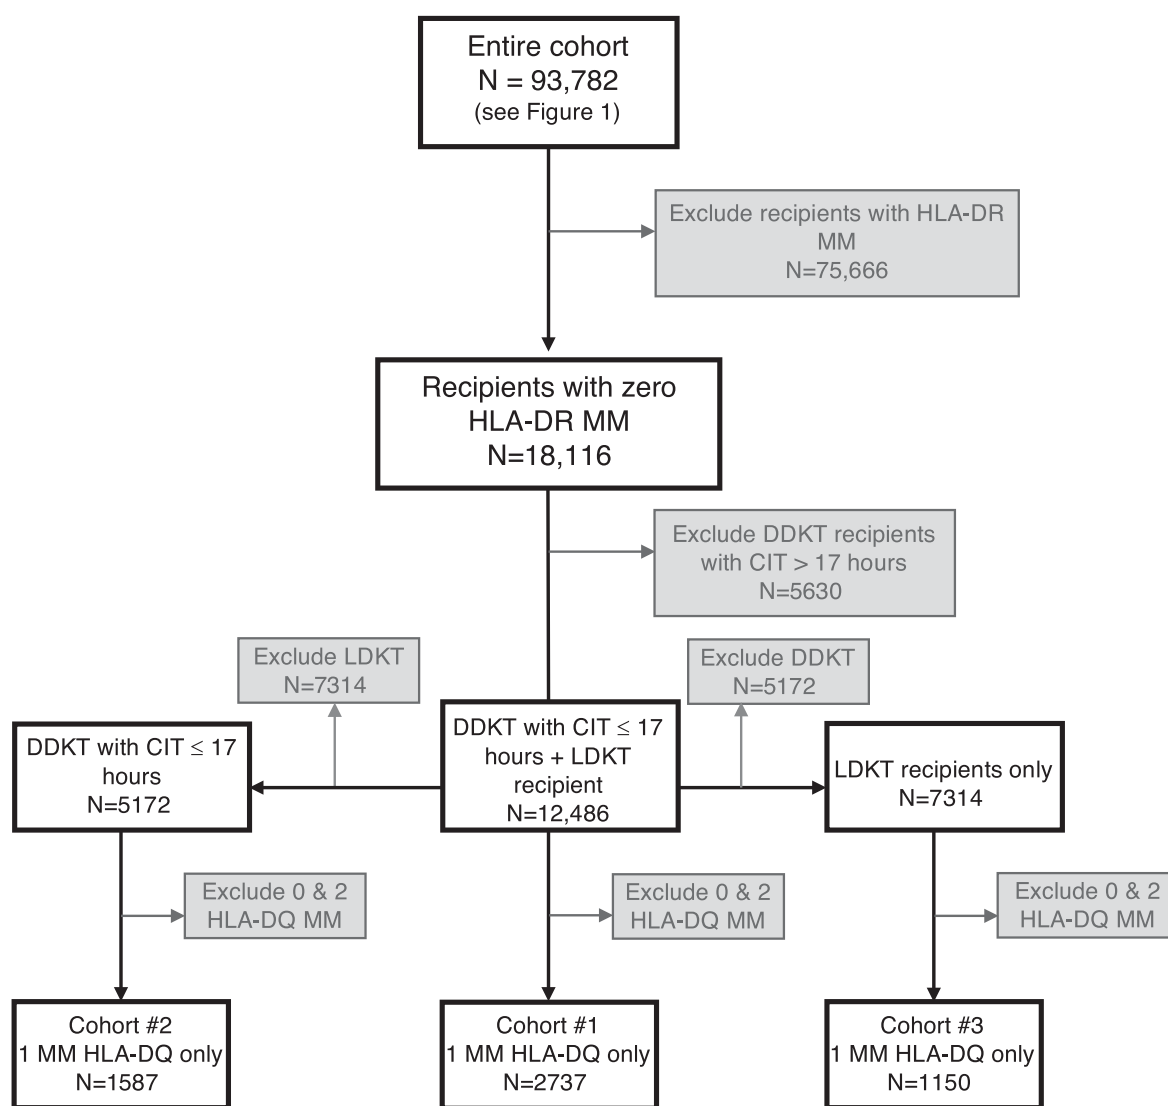 Entire cohort
N = 93,782
(see Figure 1)
Exclude recipients with HLA-DR
MM
N=75,666
Recipients with zero
HLA-DR MM
N=18,116
Exclude DDKT recipients
with CIT > 17 hours
N=5630
Exclude LDKT
N=7314
Exclude DDKT
N=5172
DDKT with CIT ≤ 17
hours
N=5172
DDKT with CIT ≤ 17
hours + LDKT
recipient
N=12,486
LDKT recipients only
N=7314
Exclude 0 & 2
HLA-DQ MM
Exclude 0 & 2
HLA-DQ MM
Exclude 0 & 2
HLA-DQ MM
Cohort #2
1 MM HLA-DQ only
N=1587
Cohort #1
1 MM HLA-DQ only
N=2737
Cohort #3
1 MM HLA-DQ only
N=1150